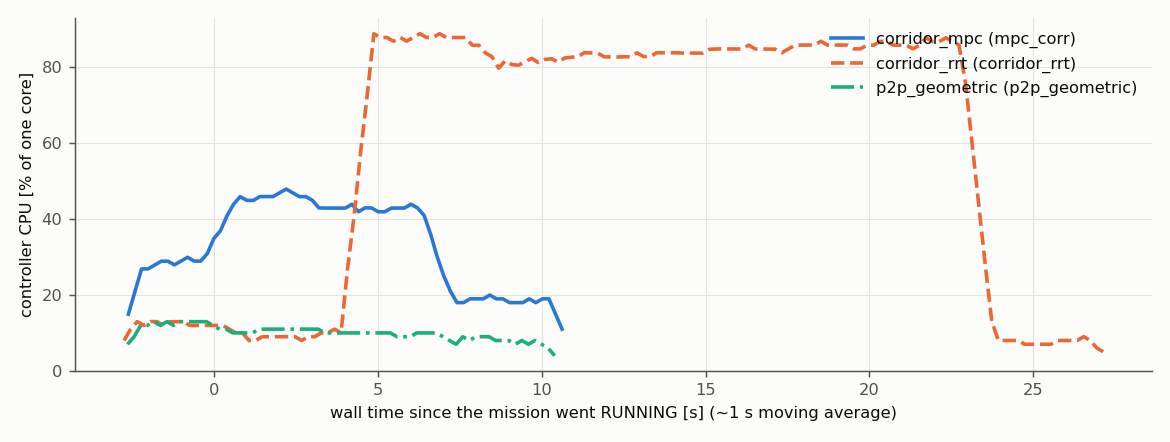 controller CPU [% of one core]
80
60
40
20
0
corridor_mpc (mpc_corr)
corridor_rrt (corridor_rrt)
p2p_geometric (p2p_geometric)
0 5 10 15 20 25
wall time since the mission went RUNNING [s] (~1 s moving average)